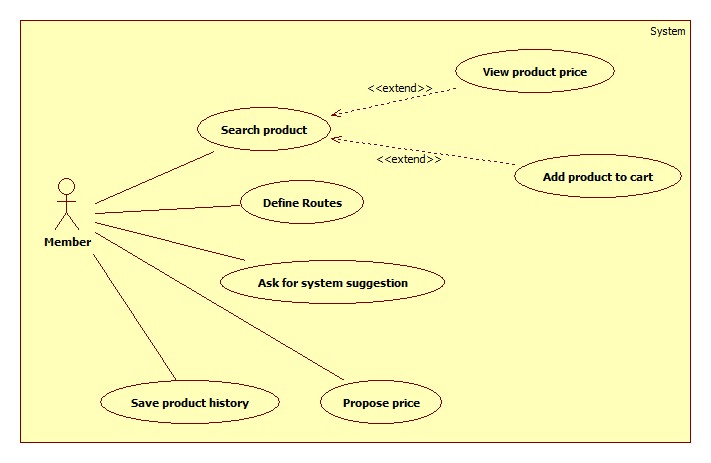 System
View product price
<<extend>>
Search product
<<extend>>
Add product to cart
Define Routes
Member
Ask for system suggestion
Save product history
Propose price